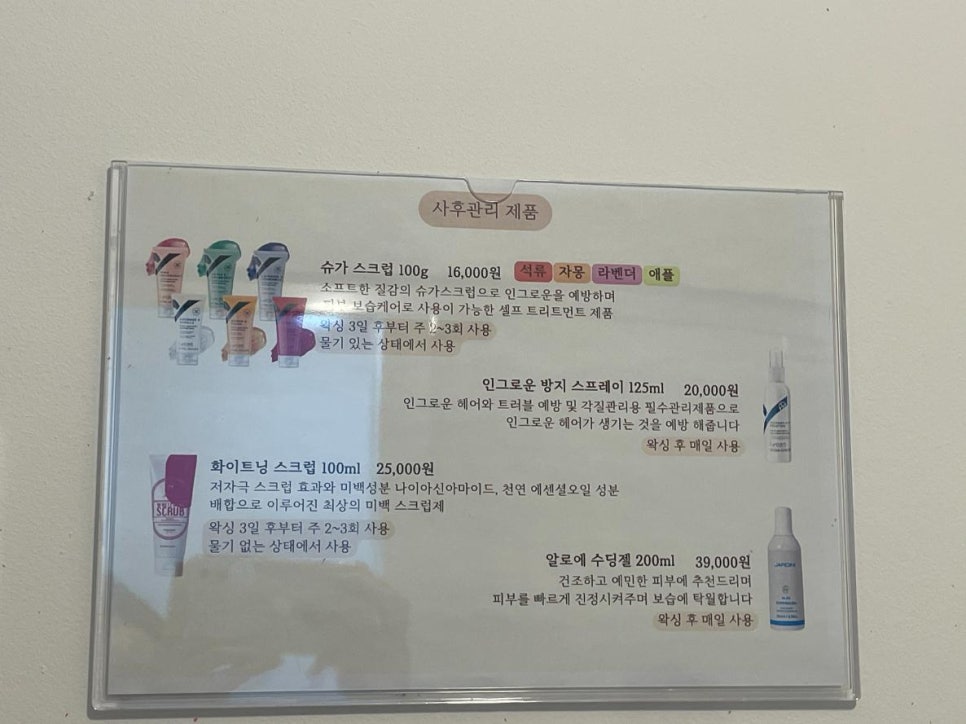 사후관리 제품
슈가 스크럽 100g 16,000원 석류 자몽 라벤더 애플
소프트한 질감의 슈가스크럽으로 인그로운을 예방하며
보습케어로 사용이 가능한 셀프 트리트먼트 제품
왁싱 3일 후부터 주 2~3회 사용
물기 있는 상태에서 사용
인그로운 방지 스프레이 125ml 20,000원
인그로운 헤어와 트러블 예방 및 각질관리용 필수관리제품으로
인그로운 헤어가 생기는 것을 예방 해줍니다
왁싱 후 매일 사용
화이트닝 스크럽 100ml 25,000원
저자극 스크럽 효과와 미백성분 나이아신아마이드, 천연 에센셜오일 성분
배합으로 이루어진 최상의 미백 스크럽제
왁싱 3일 후부터 주 2~3회 사용
물기 없는 상태에서 사용
SCRUB
알로에 수딩젤 200ml 39,000원
건조하고 예민한 피부에 추천드리며
피부를 빠르게 진정시켜주며 보습에 탁월합니다
왁싱 후 매일 사용